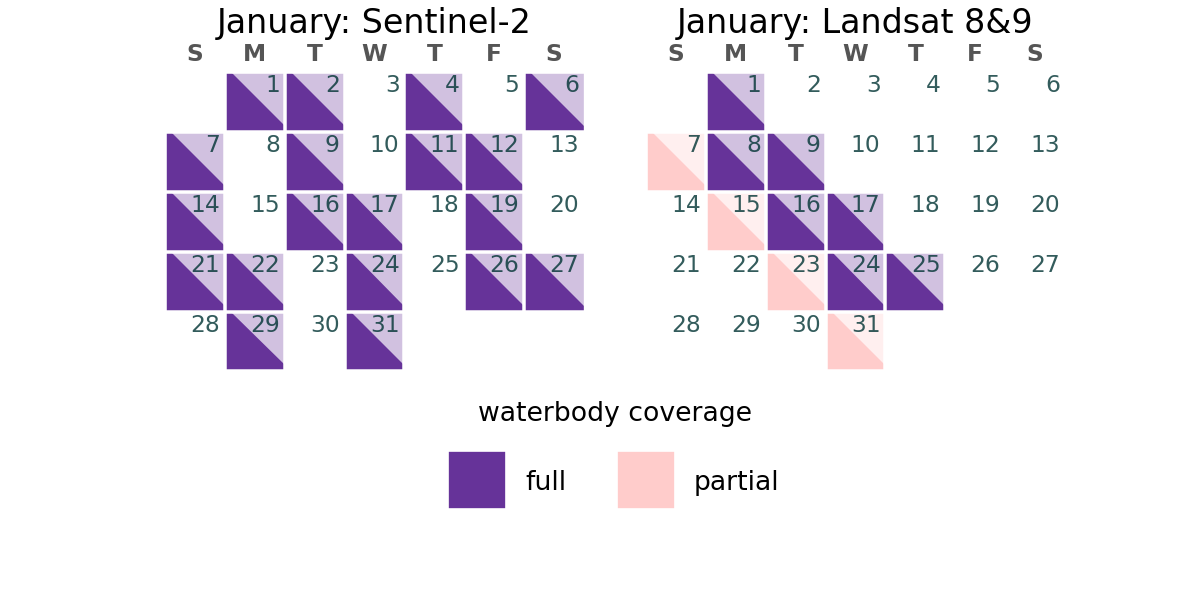 January: Sentinel-2
S M T W T F S
1 2 3 4 5 6
7 8 9 10 11 12 13
14 15 16 17 18 19 20
21 22 23 24 25 26 27
28 29 30 31
January: Landsat 8&9
S M T W T F S
1 2 3 4 5 6
7 8 9 10 11 12 13
14 15 16 17 18 19 20
21 22 23 24 25 26 27
28 29 30 31
waterbody coverage
full partial